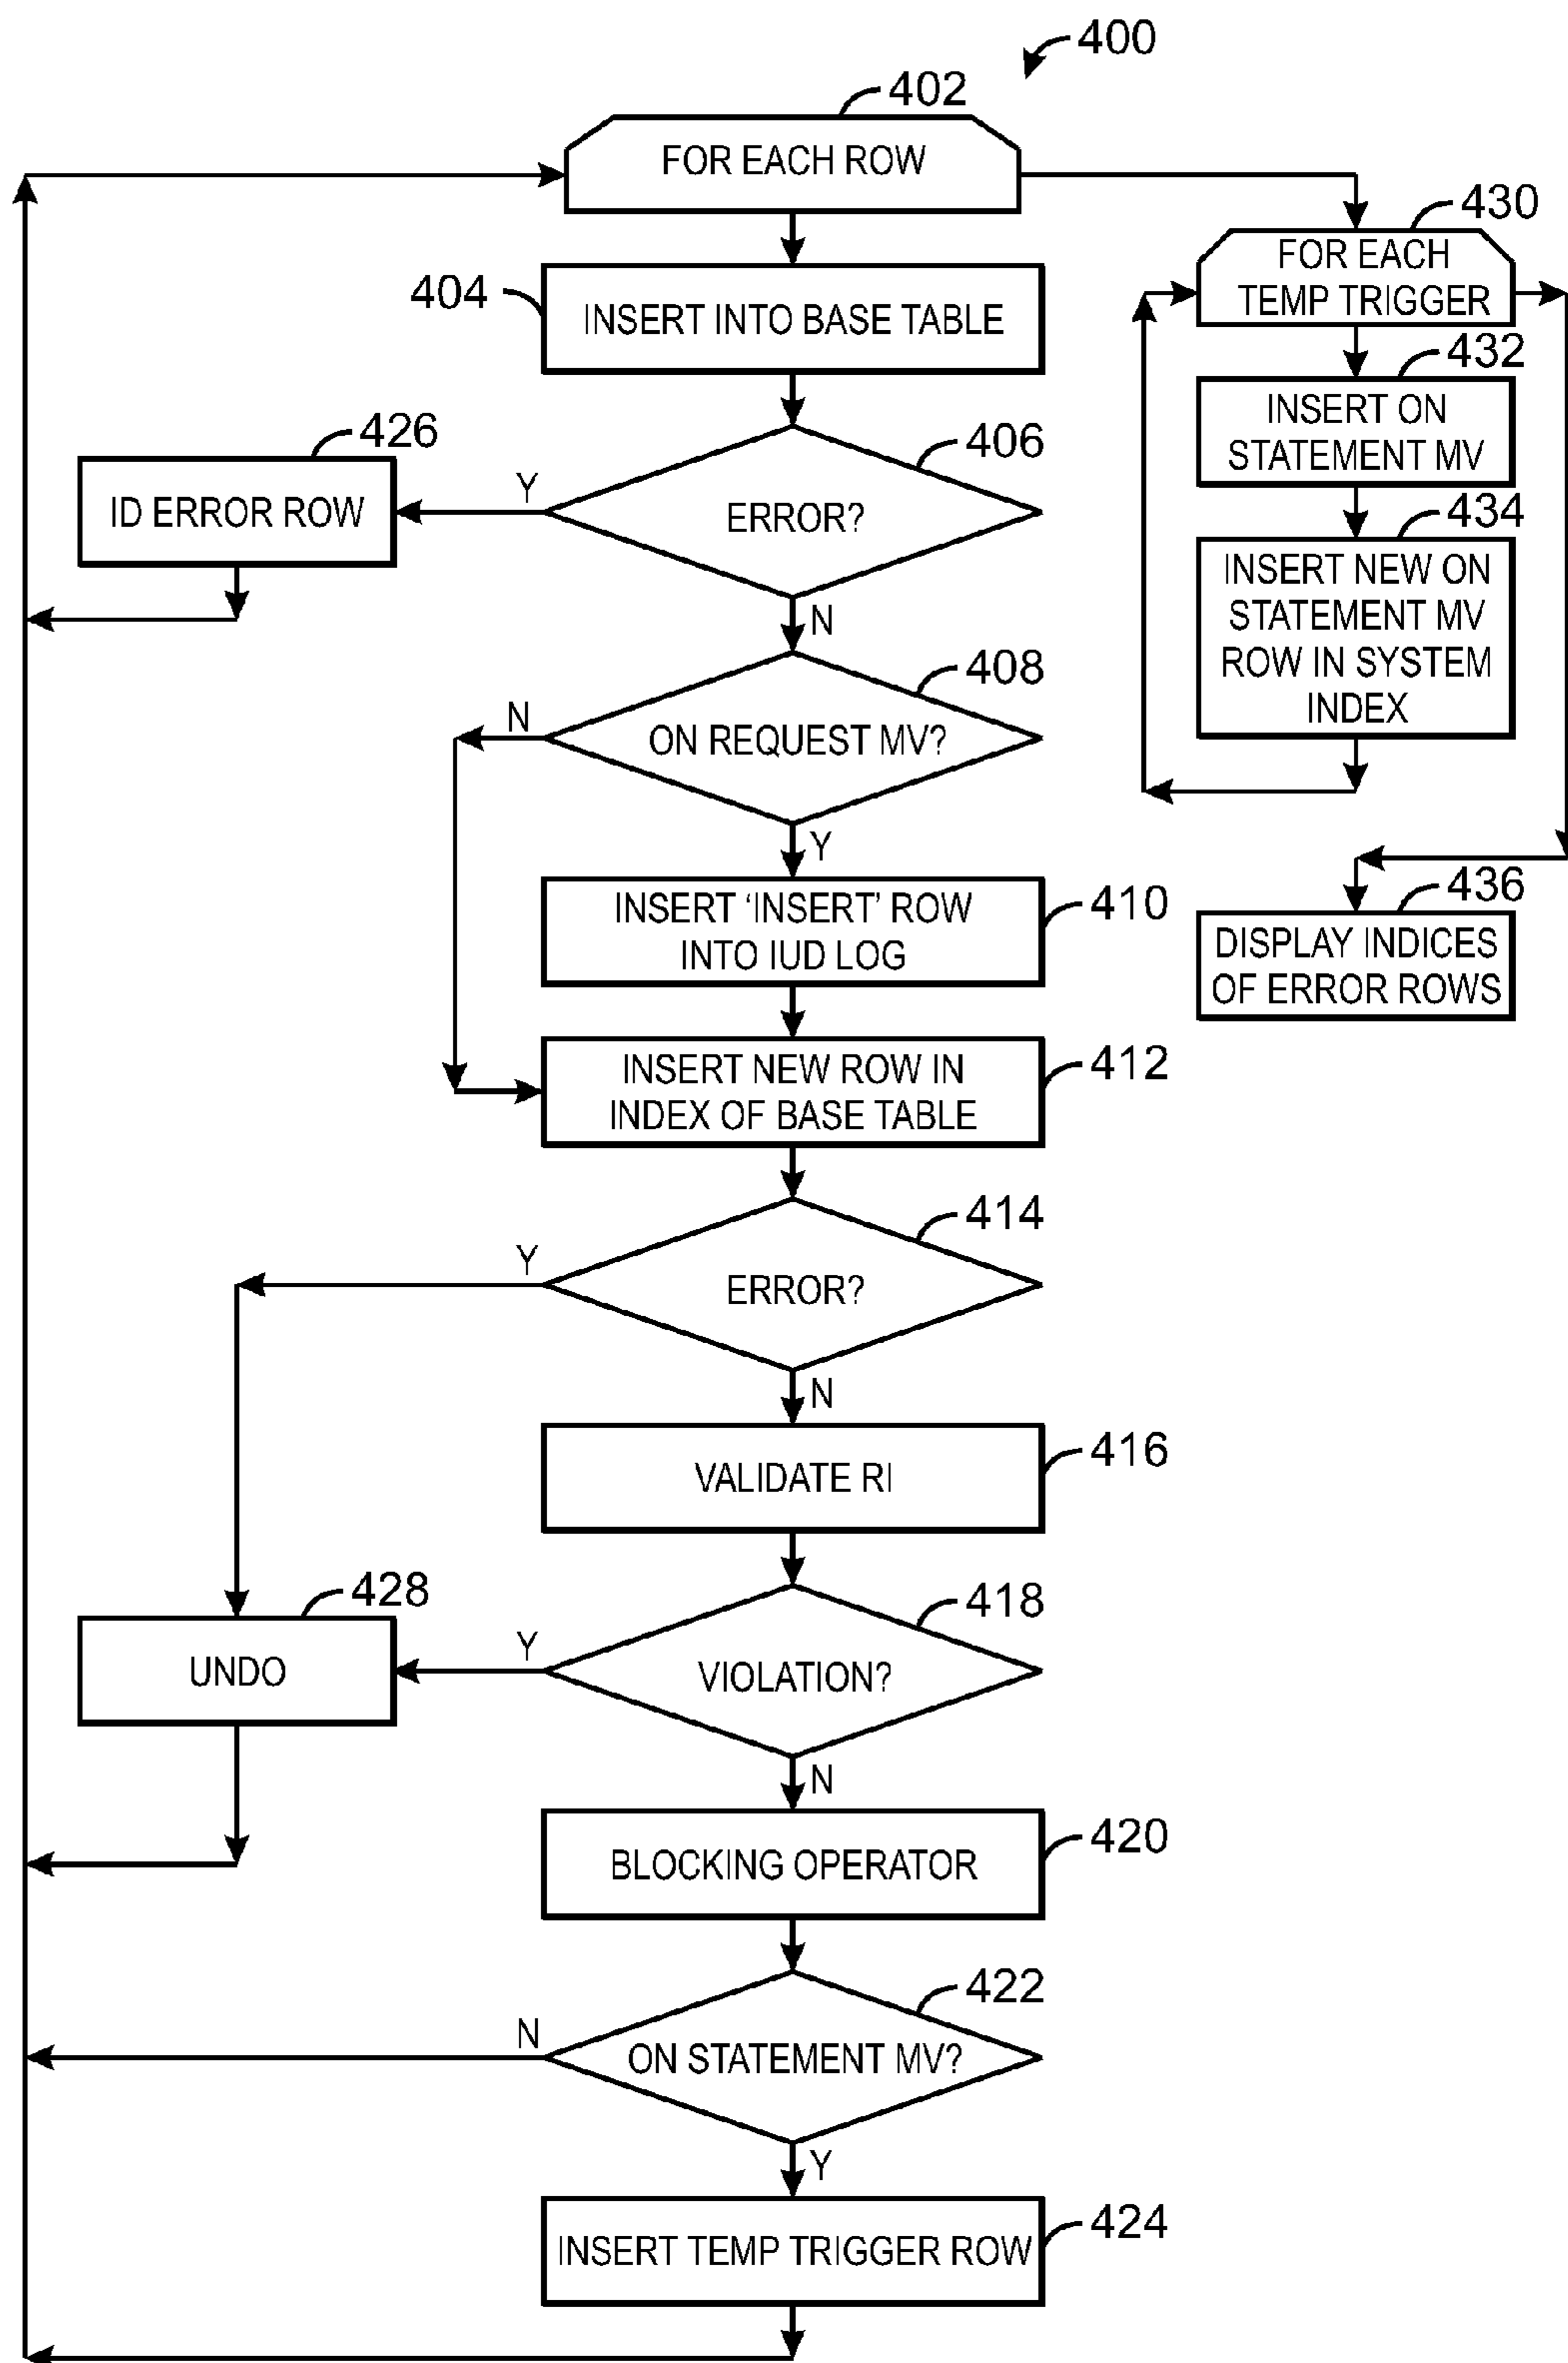 400
402
FOR EACH ROW
430
FOR EACH
TEMP TRIGGER
404
INSERT INTO BASE TABLE
432
INSERT ON
STATEMENT MV
426
ID ERROR ROW
Y
406
ERROR?
N
434
INSERT NEW ON
STATEMENT MV
ROW IN SYSTEM
INDEX
408
N
ON REQUEST MV?
Y
436
DISPLAY INDICES
OF ERROR ROWS
410
INSERT ‘INSERT’ ROW
INTO IUD LOG
412
INSERT NEW ROW IN
INDEX OF BASE TABLE
414
Y
ERROR?
N
416
VALIDATE RI
428
UNDO
418
Y
VIOLATION?
N
420
BLOCKING OPERATOR
422
N
ON STATEMENT MV?
Y
424
INSERT TEMP TRIGGER ROW